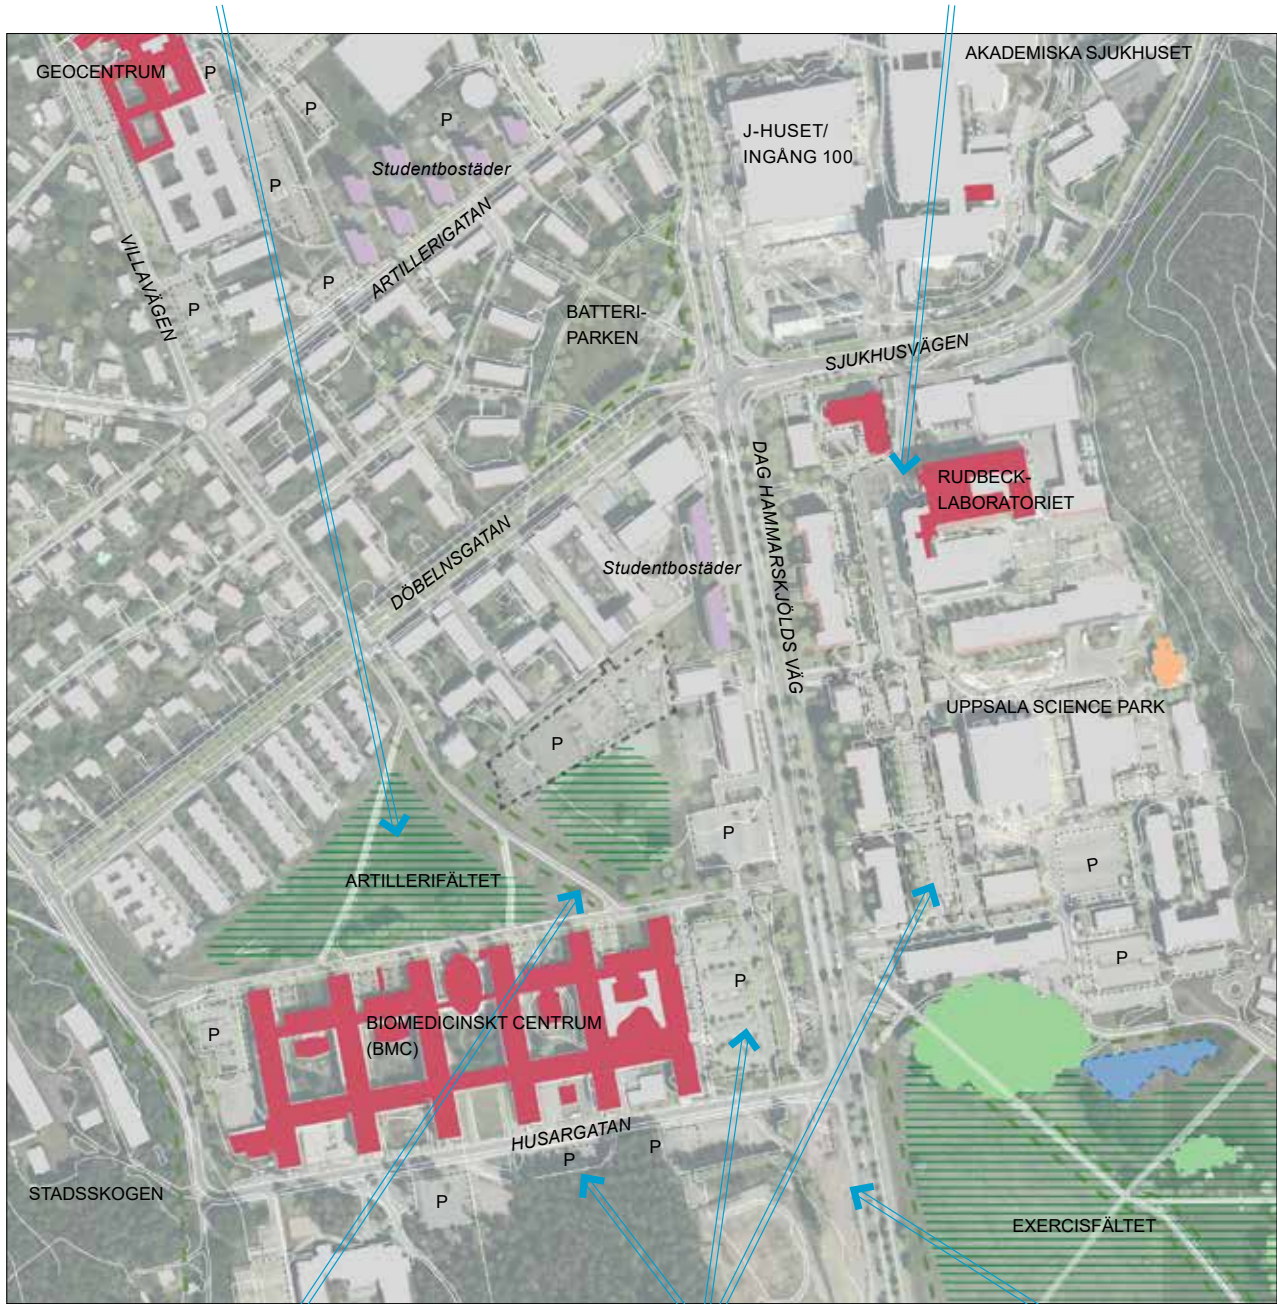 AKADEMISKA SJUKHUSET
GEOCENTRUM
P
P
P
J-HUSET/
INGÅNG 100
Studentbostäder
P
VILLAVÄGEN
ARTILLERIGATAN
P
P
BATTERI-
PARKEN
SJUKHUSVÄGEN
DAG HAMMARSKJÖLDS VÄG
RUDBECK-
LABORATORIET
DÖBELNSGATAN
Studentbostäder
UPPSALA SCIENCE PARK
P
P
P
ARTILLERIFÄLTET
P
P
BIOMEDICINSKT CENTRUM
(BMC)
P
HUSARGATAN
P
P
STADSSKOGEN
P
EXERCISFÄLTET